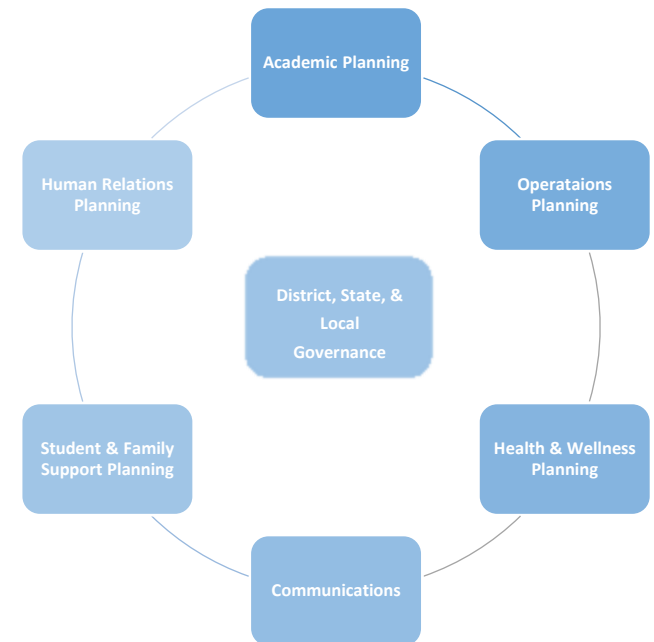 Academic Planning
Human Relations
Planning
Operataions
Planning
District, State, &
Local
Governance
Student & Family
Support Planning
Health & Wellness
Planning
Communications